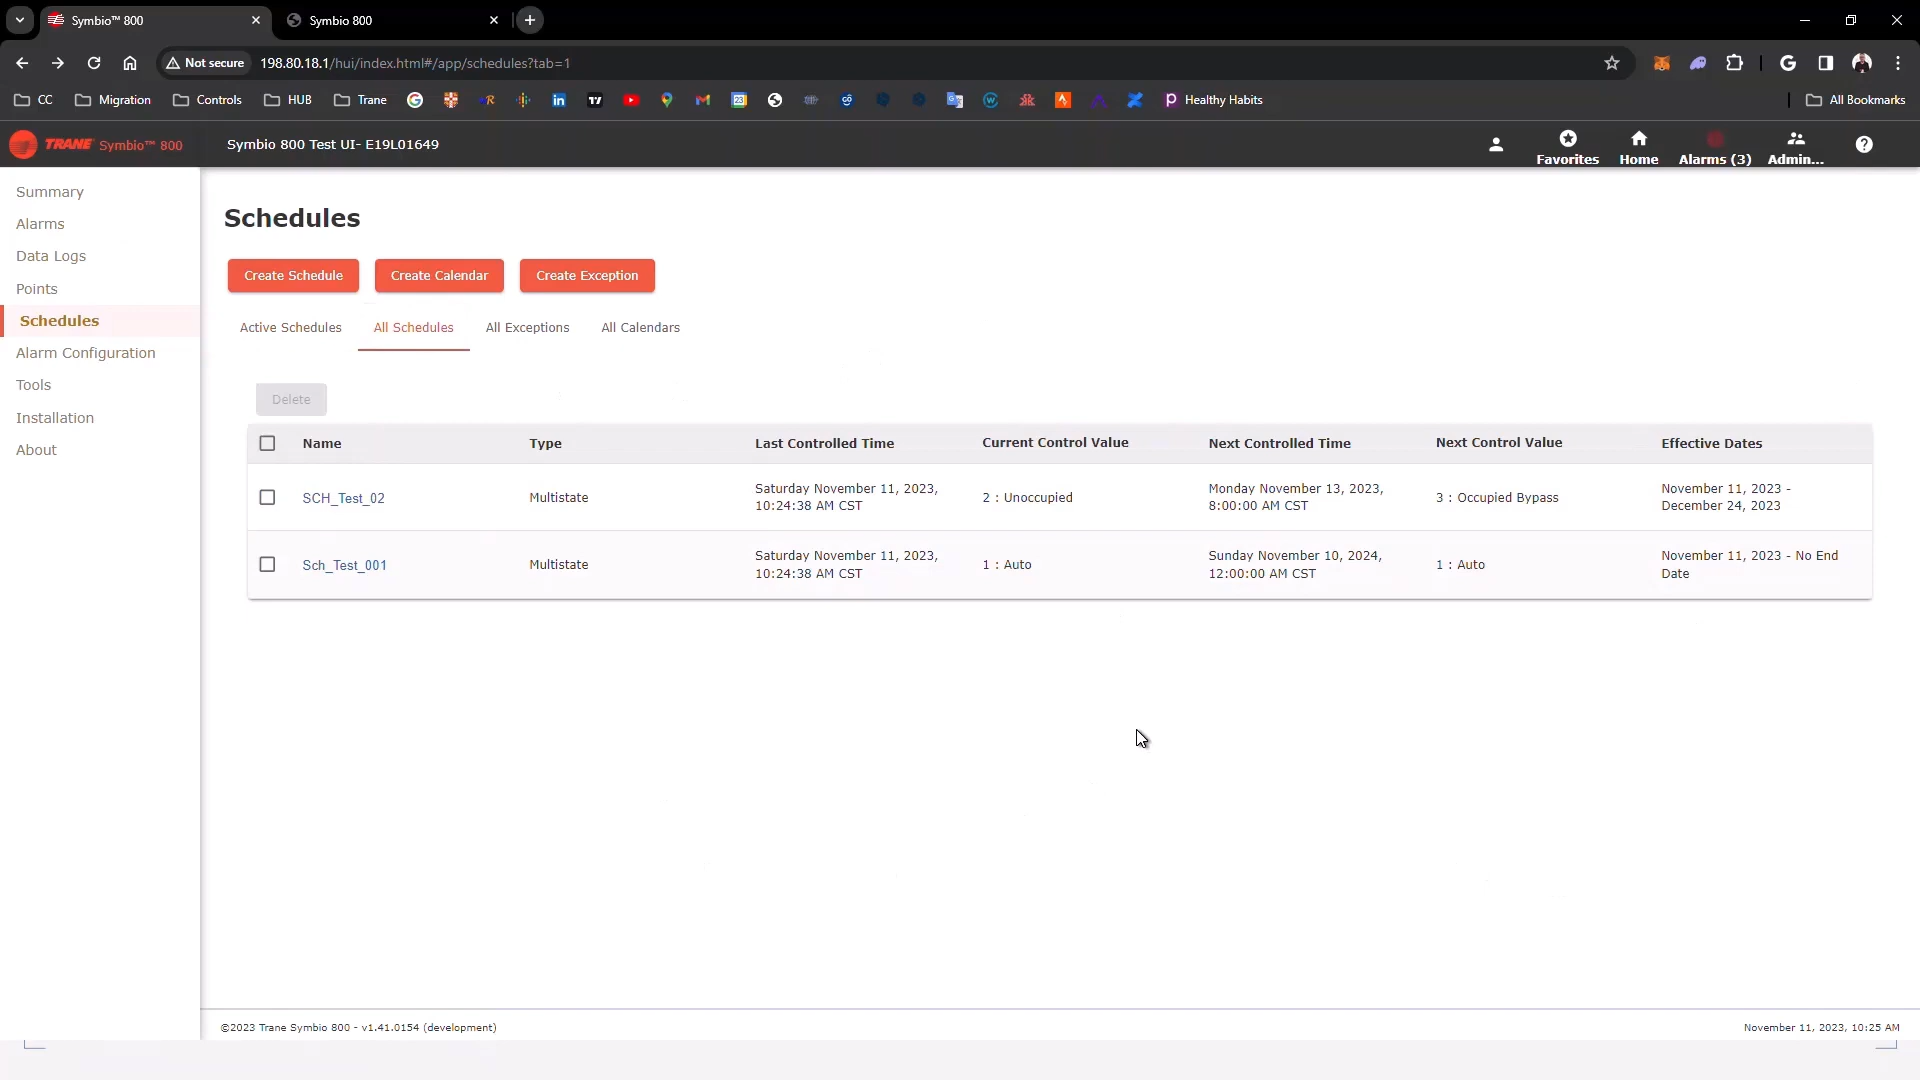 Symbio™ 800
Symbio 800
Not secure
198.80.18.1/hui/index.html#/app/schedules?tab=1
CC
Migration
Controls
HUB
Trane
Healthy Habits
All Bookmarks
TRANE Symbio™ 800
Symbio 800 Test UI- E19L01649
Favorites
Home
Alarms (3)
Admin...
Summary
Alarms
Data Logs
Points
Schedules
Alarm Configuration
Tools
Installation
About
Schedules
Create Schedule
Create Calendar
Create Exception
Active Schedules
All Schedules
All Exceptions
All Calendars
Delete
Name
Type
Last Controlled Time
Current Control Value
Next Controlled Time
Next Control Value
Effective Dates
SCH_Test_02
Multistate
Saturday November 11, 2023,
10:24:38 AM CST
2 : Unoccupied
Monday November 13, 2023,
8:00:00 AM CST
3 : Occupied Bypass
November 11, 2023 -
December 24, 2023
Sch_Test_001
Multistate
Saturday November 11, 2023,
10:24:38 AM CST
1 : Auto
Sunday November 10, 2024,
12:00:00 AM CST
1 : Auto
November 11, 2023 - No End
Date
©2023 Trane Symbio 800 - v1.41.0154 (development)
November 11, 2023, 10:25 AM